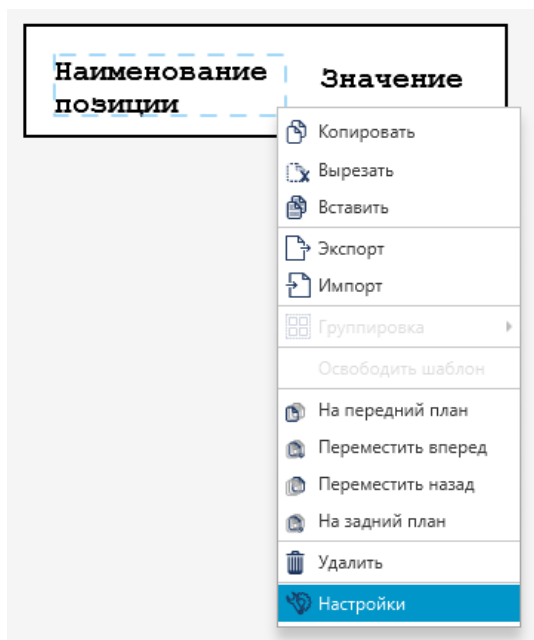 Наименование
позиции
Значение
Копировать
Вырезать
Вставить
Экспорт
Импорт
Группировка
Освободить шаблон
На передний план
Переместить вперед
Переместить назад
На задний план
Удалить
Настройки